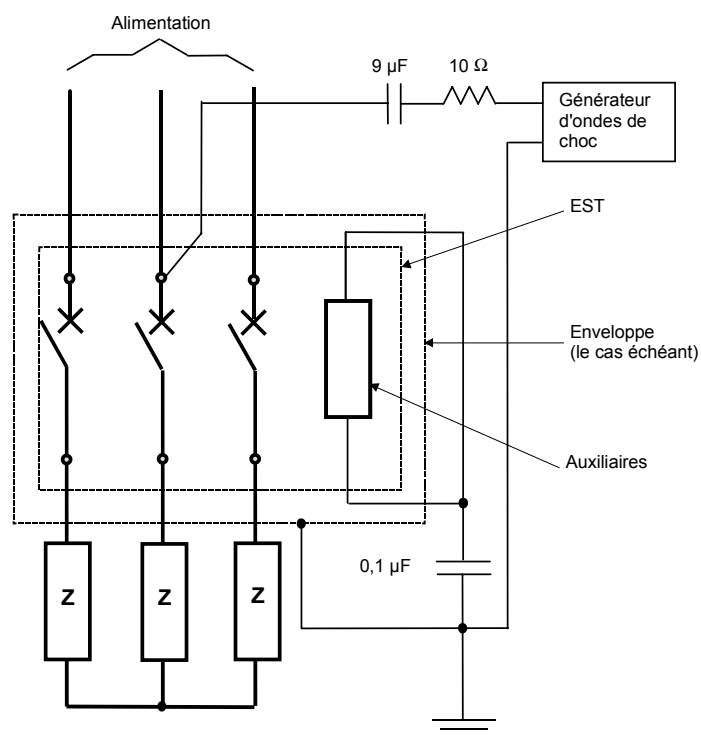 Alimentation
9 µF
10 Ω
Générateur
d'ondes de
choc
EST
Enveloppe
(le cas échéant)
Auxiliaires
0,1 µF
Z
Z
Z